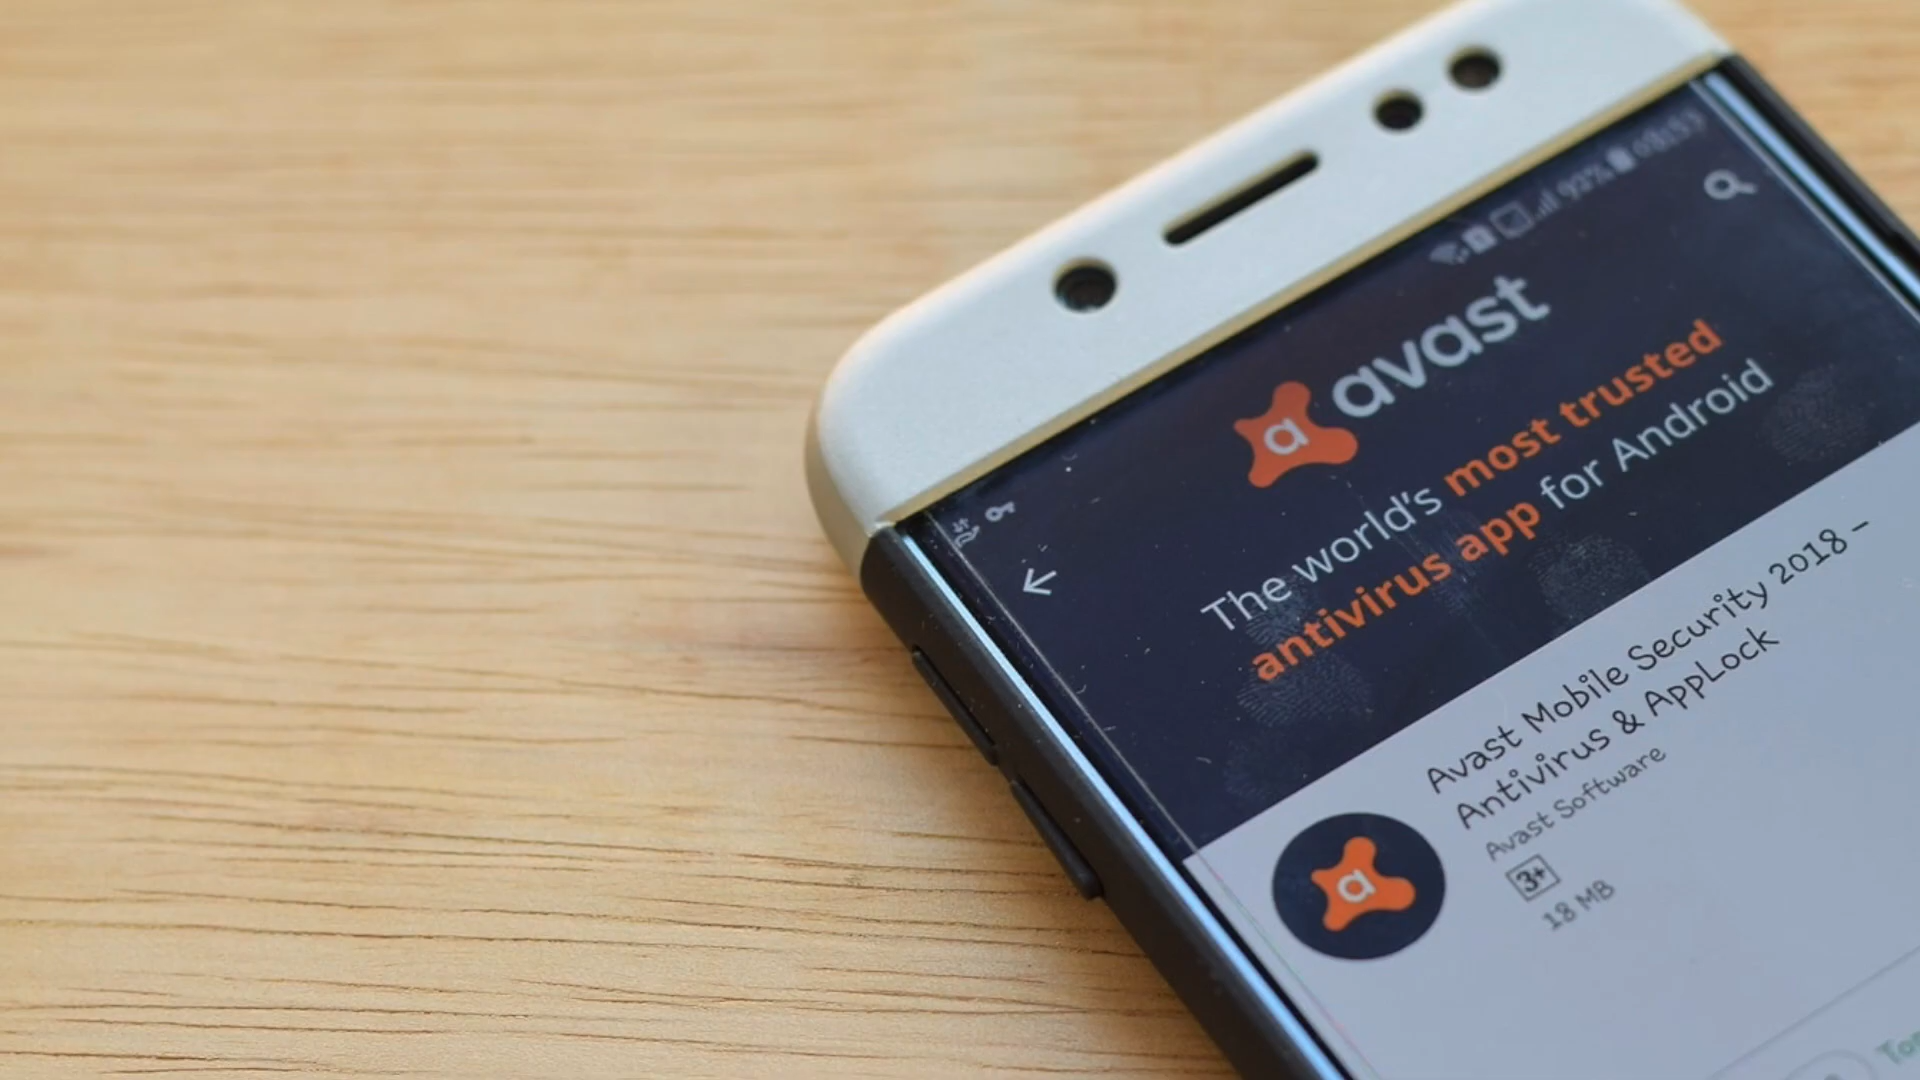 avast
a
The world's most trusted
antivirus app for Android
Avast Mobile Security 2018 –
Antivirus & AppLock
Avast Software
a
3+
18 MB